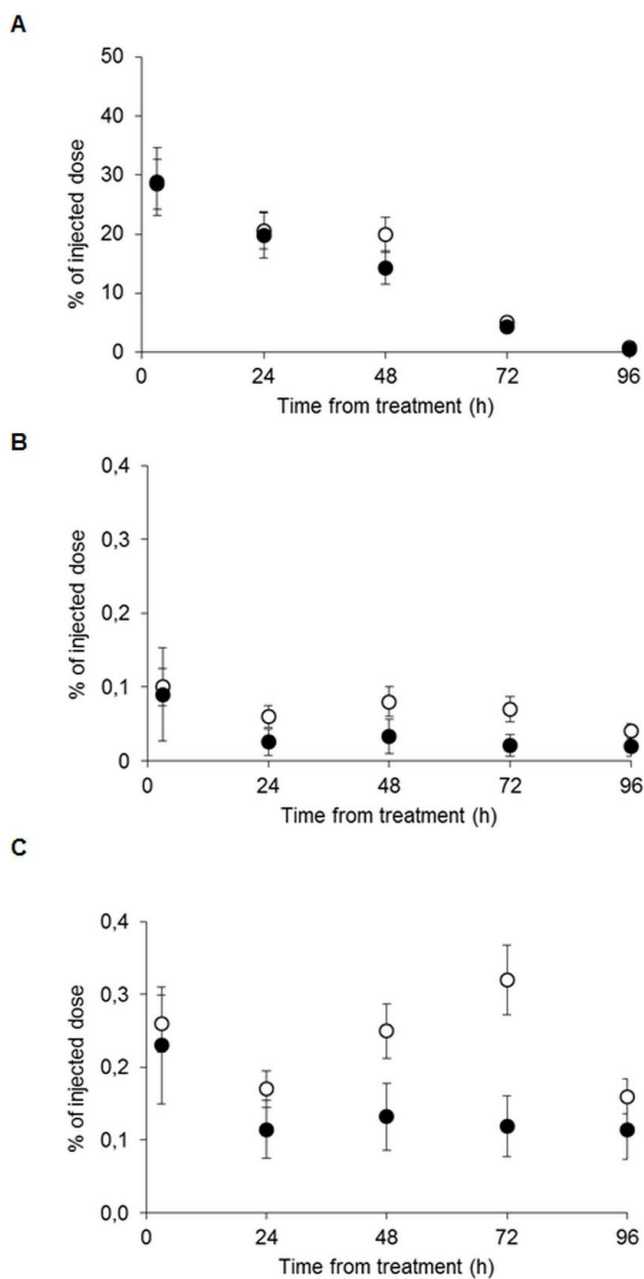 A
50
40
30
20
10
0
% of injected dose
0 24 48 72 96
Time from treatment (h)
B
0,4
0,3
0,2
0,1
0
% of injected dose
0 24 48 72 96
Time from treatment (h)
C
0,4
0,3
0,2
0,1
0,0
% of injected dose
0 24 48 72 96
Time from treatment (h)